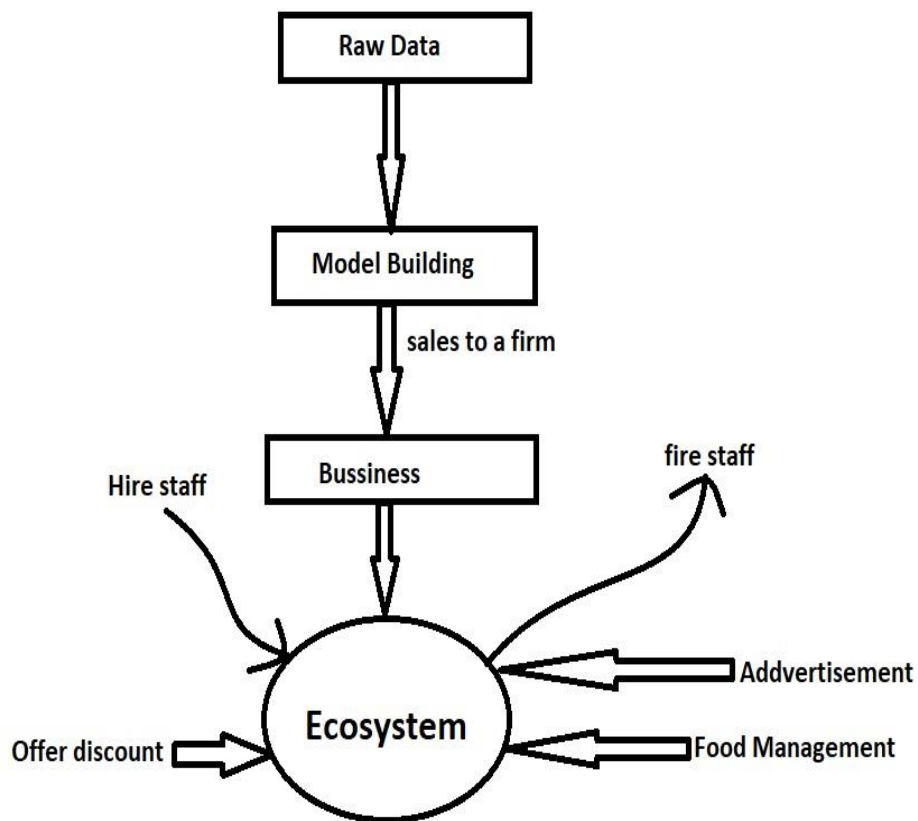 Raw Data
Model Building
sales to a firm
Bussiness
fire staff
Hire staff
Addvertisement
Ecosystem
Offer discount
Food Management